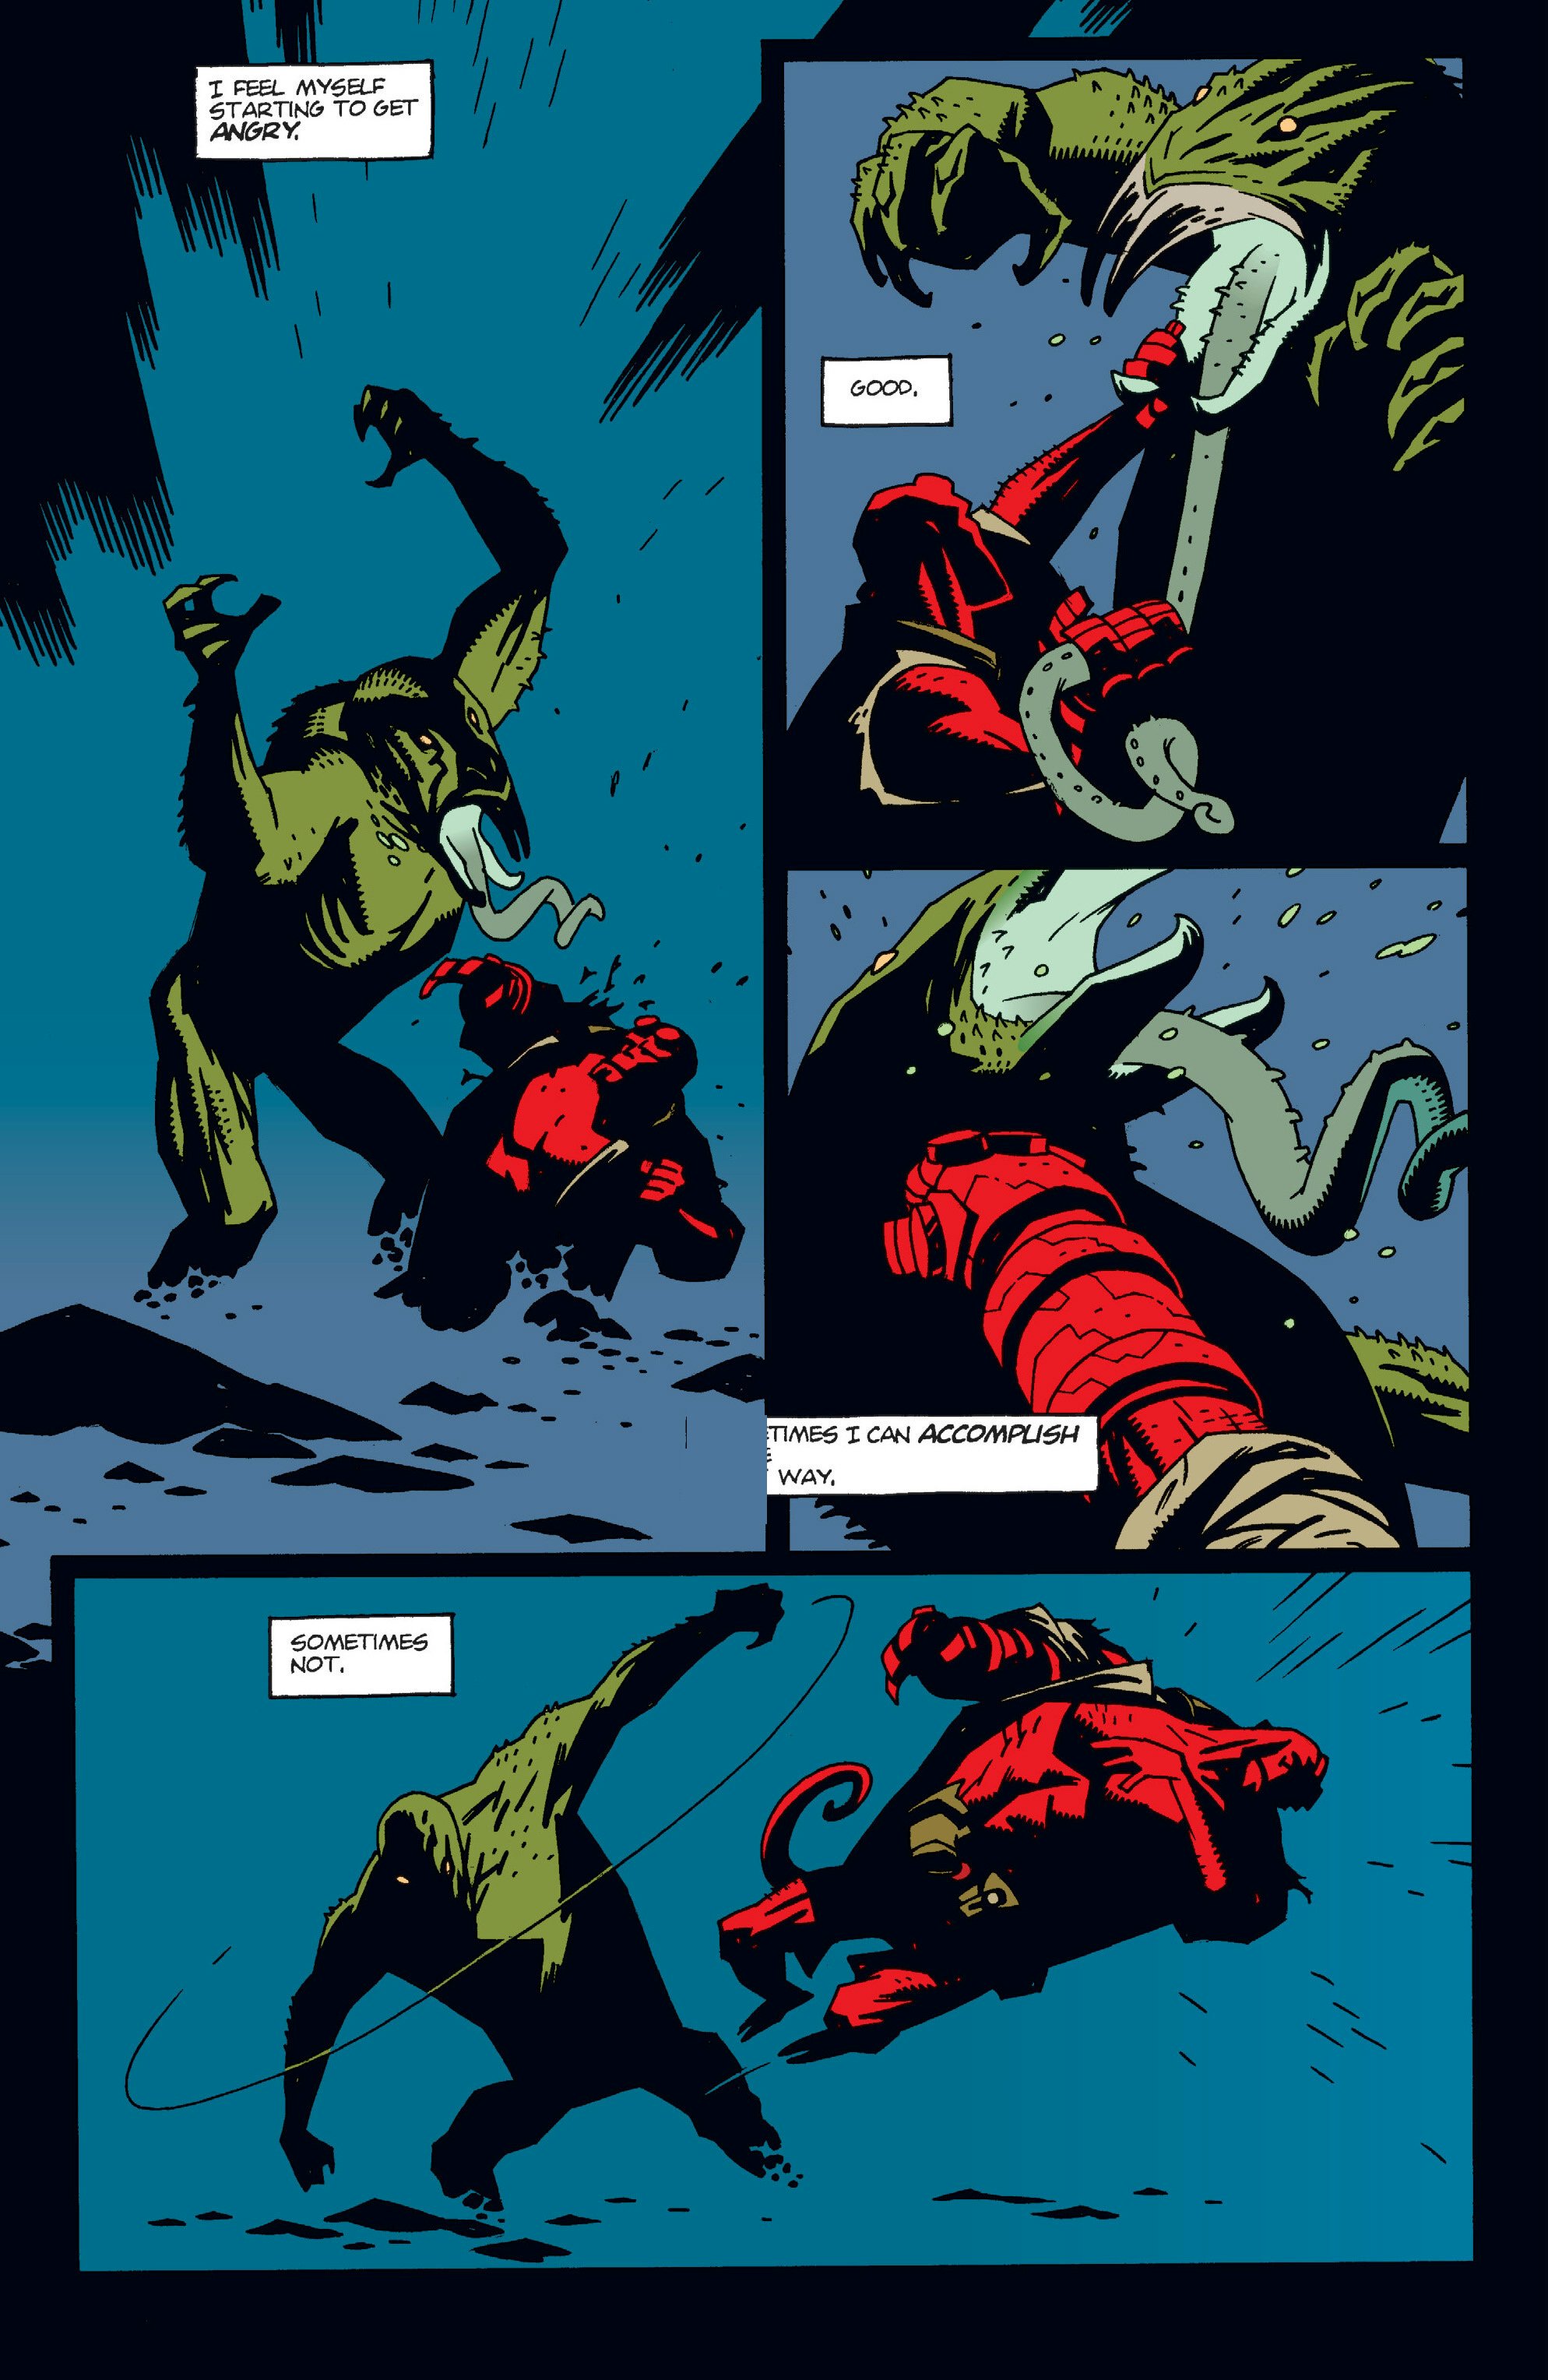 I FEEL MYSELF
STARTING TO GET
ANGRY.
GOOD.
TIMES I CAN ACCOMPLISH
WAY.
SOMETIMES
NOT.